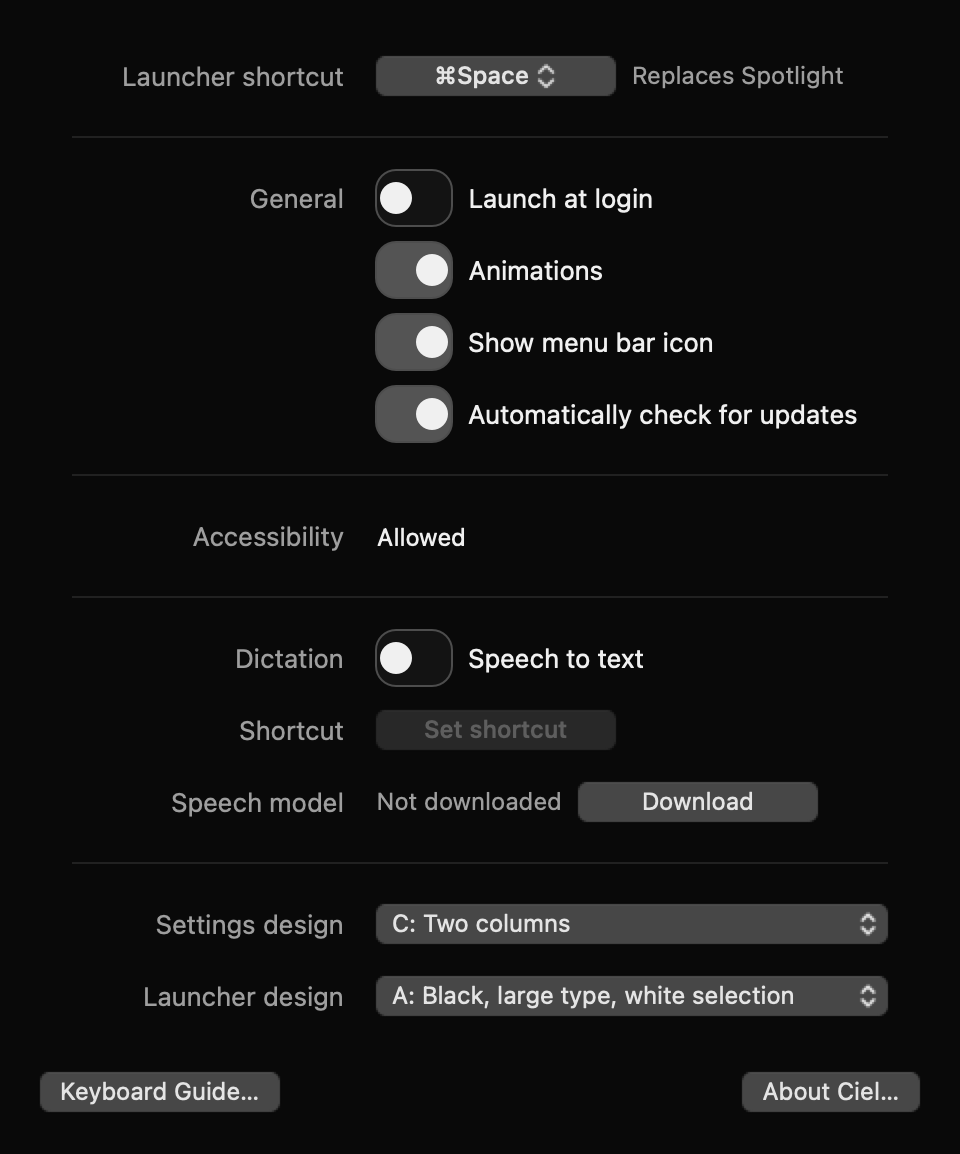 Launcher shortcut ⌘Space Replaces Spotlight
General Launch at login
Animations
Show menu bar icon
Automatically check for updates
Accessibility Allowed
Dictation Speech to text
Shortcut Set shortcut
Speech model Not downloaded Download
Settings design C: Two columns
Launcher design A: Black, large type, white selection
Keyboard Guide... About Ciel...